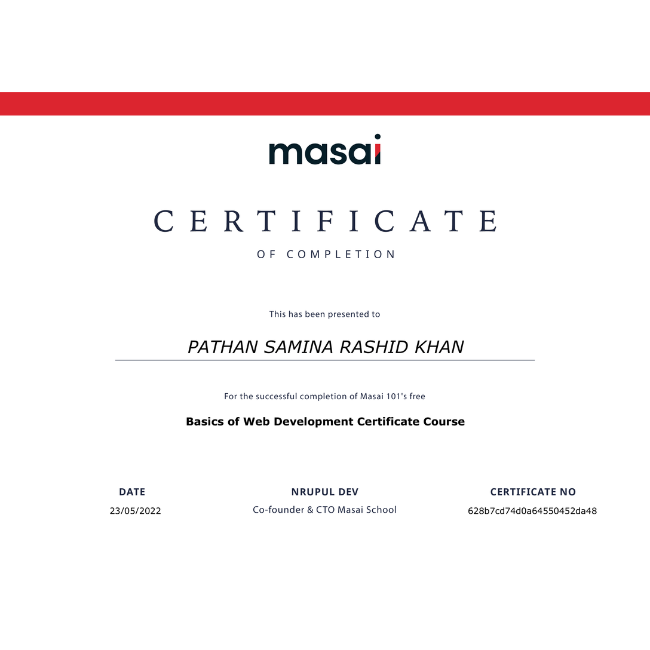 masai
CERTIFICATE
OF COMPLETION
This has been presented to
PATHAN SAMINA RASHID KHAN
For the successful completion of Masai 101's free
Basics of Web Development Certificate Course
DATE
23/05/2022
NRUPUL DEV
Co-founder & CTO Masai School
CERTIFICATE NO
628b7cd74d0a64550452da48